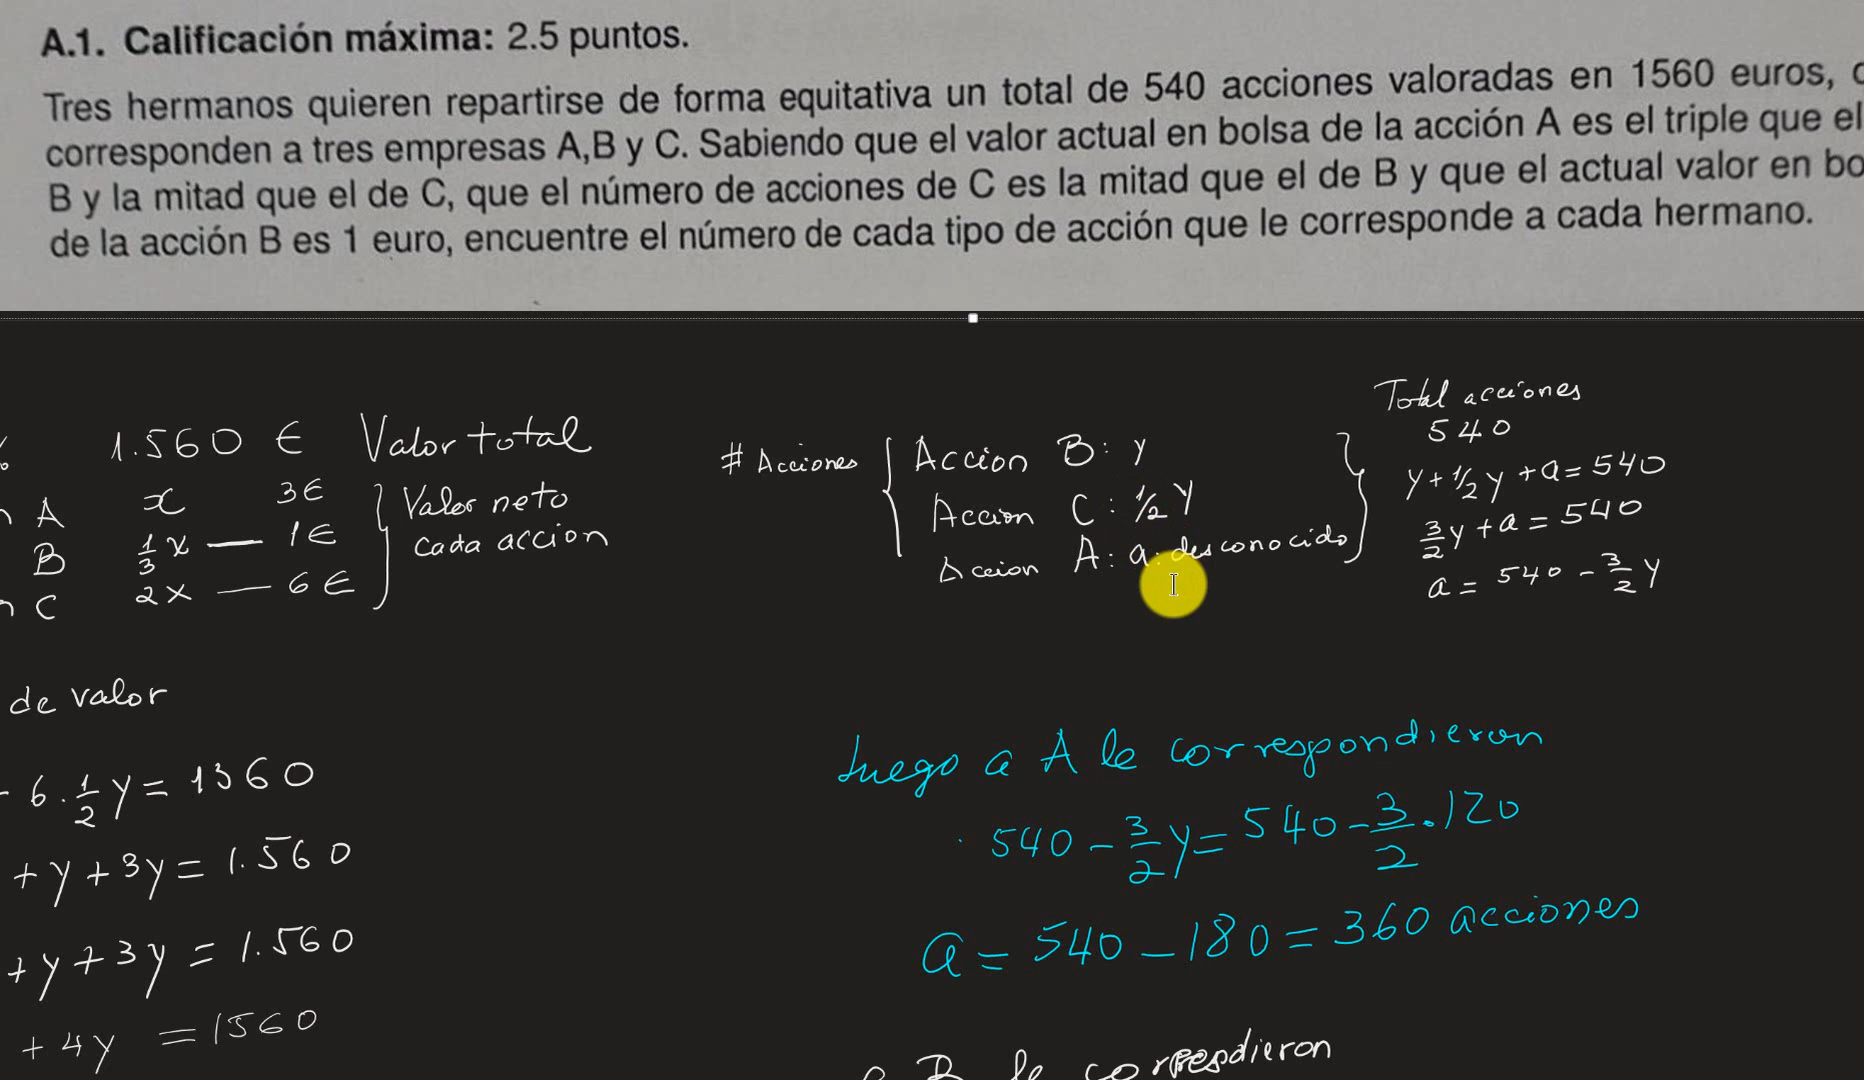 A.1. Calificación máxima: 2.5 puntos.
Tres hermanos quieren repartirse de forma equitativa un total de 540 acciones valoradas en 1560 euros,
corresponden a tres empresas A,B y C. Sabiendo que el valor actual en bolsa de la acción A es el triple que el
B y la mitad que el de C, que el número de acciones de C es la mitad que el de B y que el actual valor en bo
de la acción B es 1 euro, encuentre el número de cada tipo de acción que le corresponde a cada hermano.
1.560 € Valor total
A x 3€
B 1/3 x — 1€
C 2x — 6€
Valor neto
cada accion
# Acciones
Accion B: y
Accion C: 1/2 y
Accion A: a: desconocido
Total acciones
540
y + 1/2 y + a = 540
3/2 y + a = 540
a = 540 - 3/2 y
de valor
- 6 . 1/2 y = 1360
+ y + 3y = 1.560
+ y + 3y = 1.560
+ 4y = 1560
Luego a A le correspondieron
540 - 3/2 y = 540 - 3/2 . 120
a = 540 - 180 = 360 acciones
a B le correspondieron